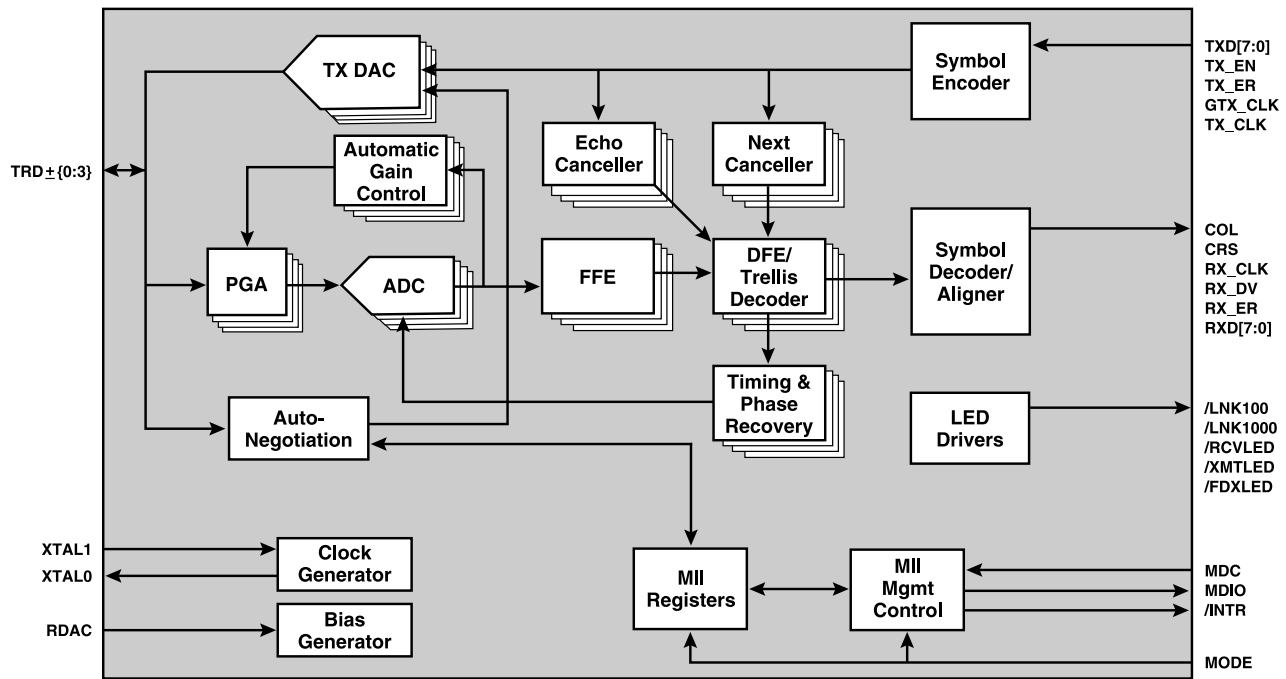 TXD[7:0]
TX_EN
TX_ER
GTX_CLK
TX_CLK
Symbol
Encoder
TX DAC
Echo
Canceller
Next
Canceller
Automatic
Gain
Control
TRD±{0:3}
PGA
ADC
FFE
DFE/
Trellis
Decoder
Symbol
Decoder/
Aligner
COL
CRS
RX_CLK
RX_DV
RX_ER
RXD[7:0]
Auto-
Negotiation
Timing &
Phase
Recovery
LED
Drivers
/LNK100
/LNK1000
/RCVLED
/XMTLED
/FDXLED
XTAL1
XTAL0
Clock
Generator
RDAC
Bias
Generator
MII
Registers
MII
Mgmt
Control
MDC
MDIO
/INTR
MODE